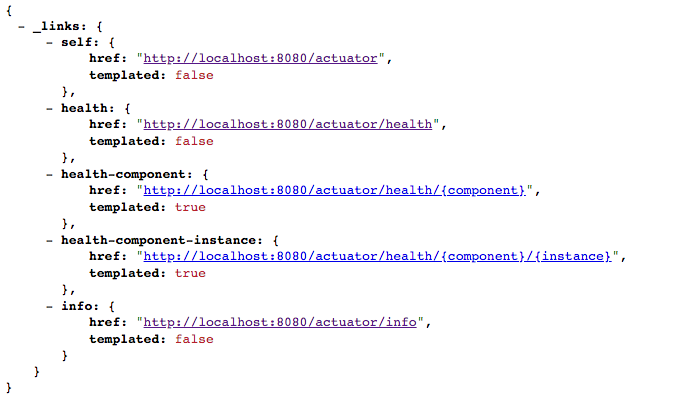 {
- _links: {
- self: {
href: "http://localhost:8080/actuator",
templated: false
},
- health: {
href: "http://localhost:8080/actuator/health",
templated: false
},
- health-component: {
href: "http://localhost:8080/actuator/health/{component}",
templated: true
},
- health-component-instance: {
href: "http://localhost:8080/actuator/health/{component}/{instance}",
templated: true
},
- info: {
href: "http://localhost:8080/actuator/info",
templated: false
}
}
}